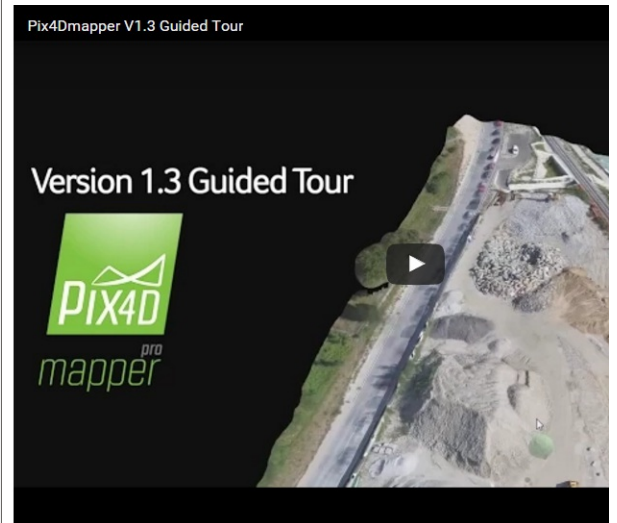 Pix4Dmapper V1.3 Guided Tour
Version 1.3 Guided Tour
PIX4D
pro
mapper